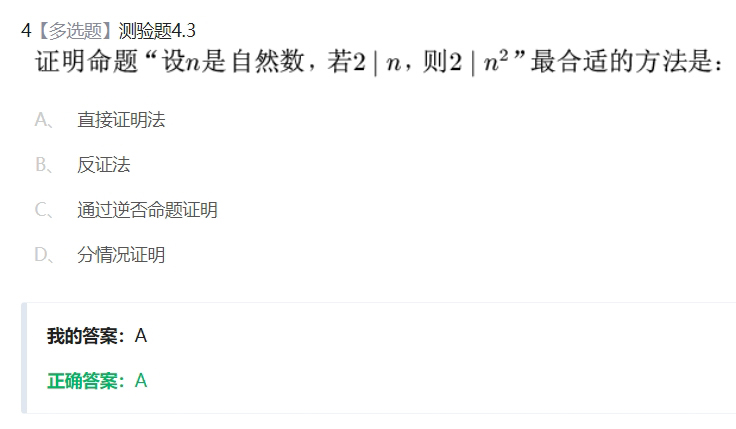 4【多选题】测验题4.3
证明命题“设n是自然数，若2 | n，则2 | n²”最合适的方法是：
A、 直接证明法
B、 反证法
C、 通过逆否命题证明
D、 分情况证明
我的答案：A
正确答案：A